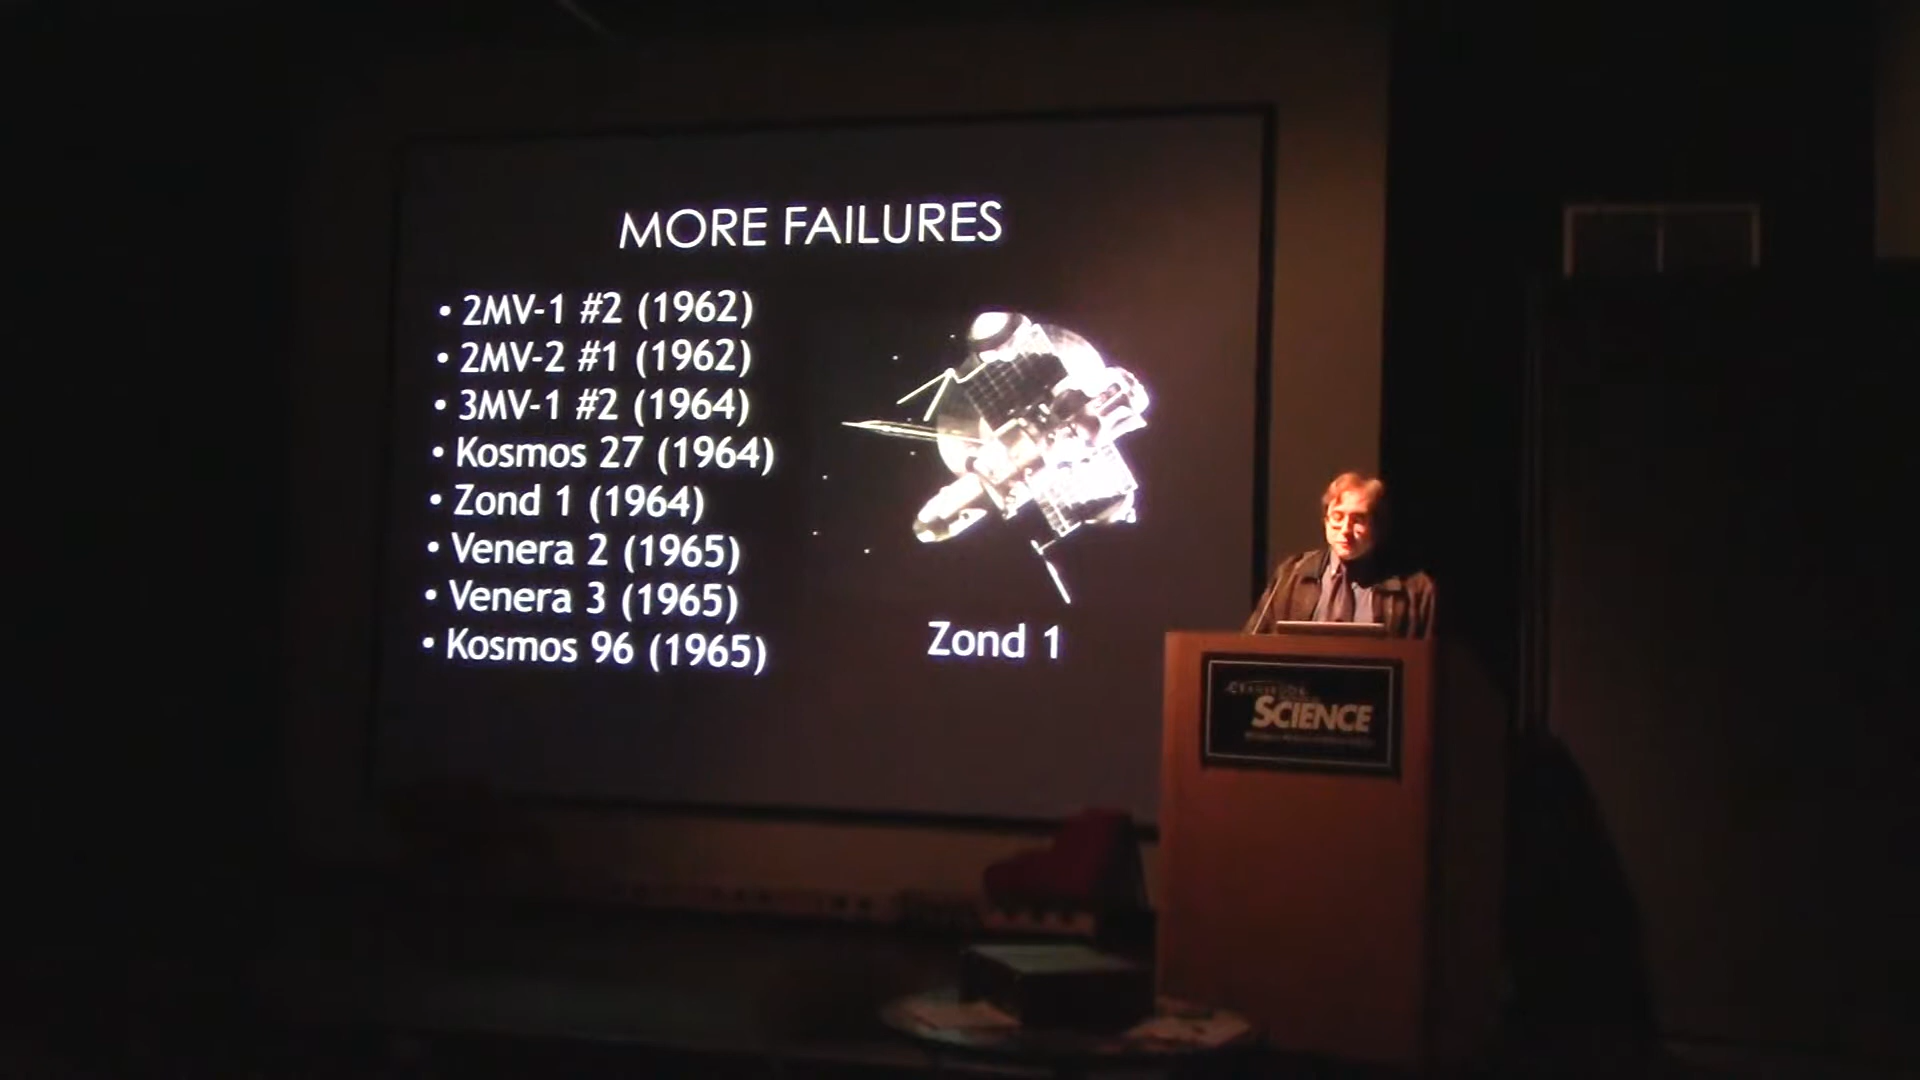 MORE FAILURES
• 2MV-1 #2 (1962)
• 2MV-2 #1 (1962)
• 3MV-1 #2 (1964)
• Kosmos 27 (1964)
• Zond 1 (1964)
• Venera 2 (1965)
• Venera 3 (1965)
• Kosmos 96 (1965)
Zond 1
CRANBROOK
SCIENCE